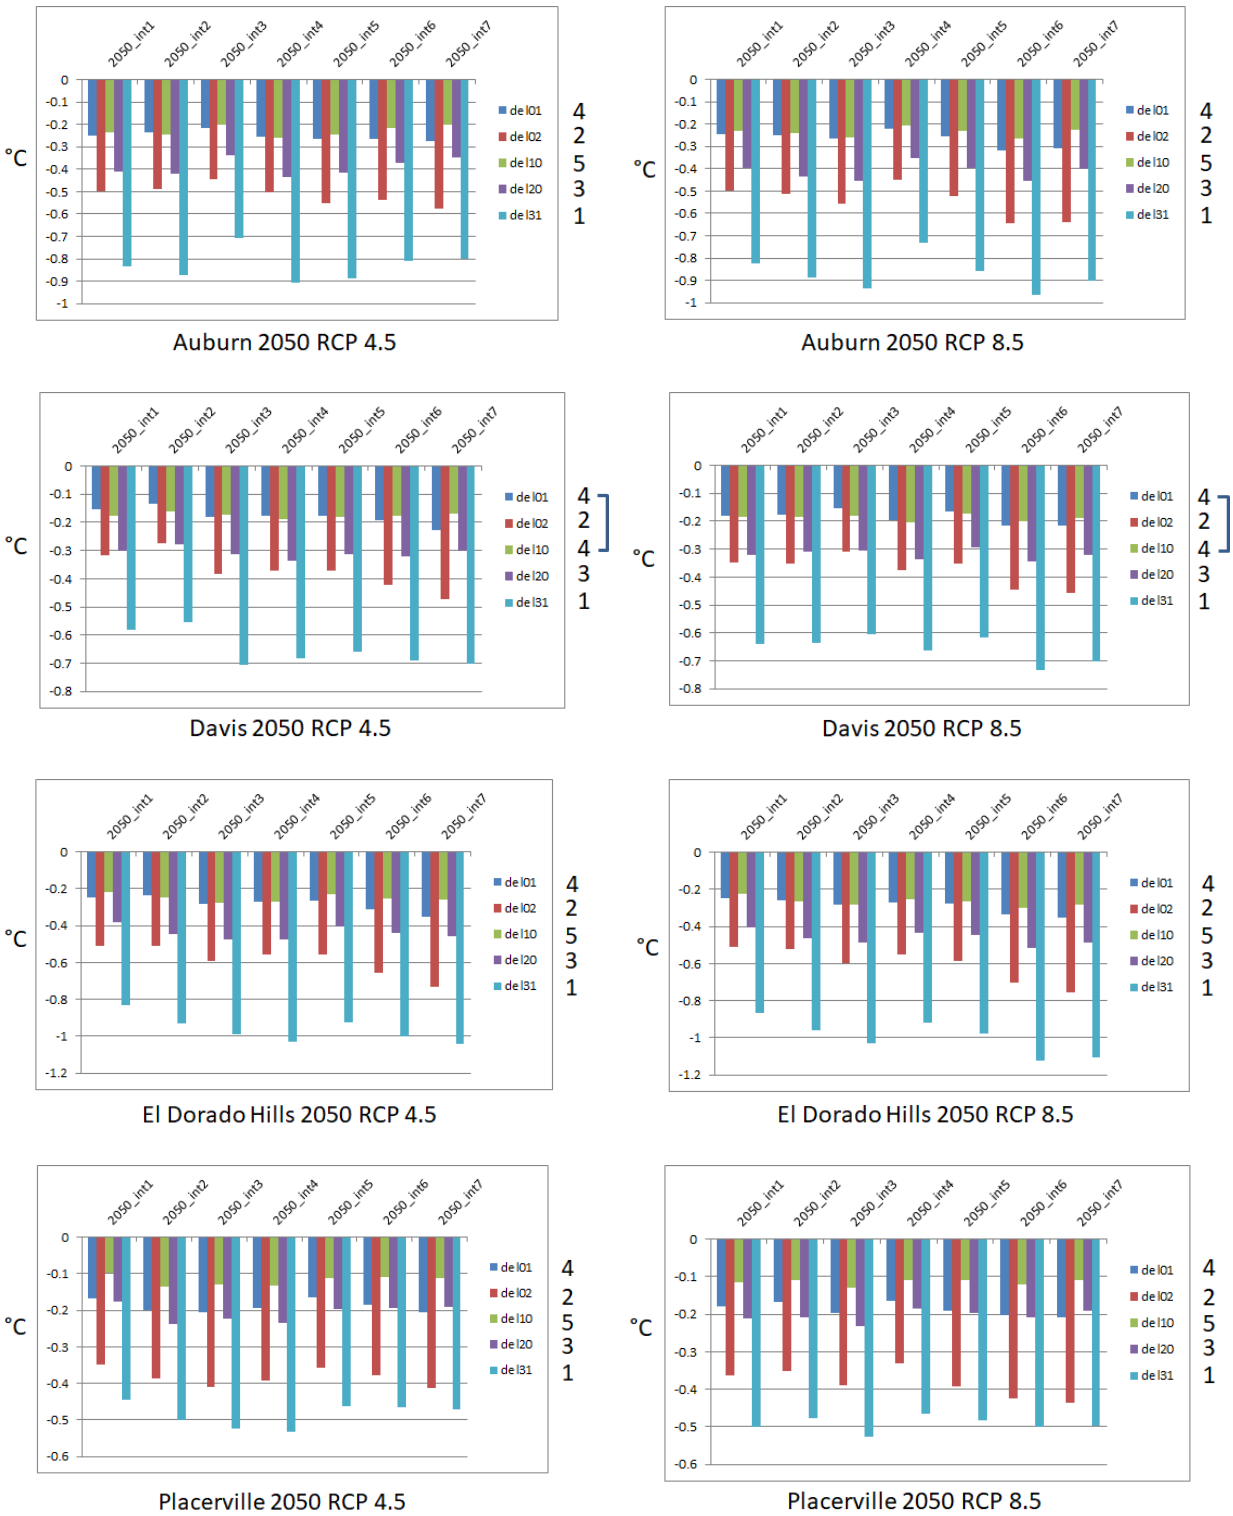 2050_int1 2050_int2 2050_int3 2050_int4 2050_int5 2050_int6 2050_int7
0
-0.1
-0.2
-0.3
-0.4
-0.5
-0.6
-0.7
-0.8
-0.9
-1
°C
del01 4
del02 2
del10 5
del20 3
del31 1
Auburn 2050 RCP 4.5
2050_int1 2050_int2 2050_int3 2050_int4 2050_int5 2050_int6 2050_int7
0
-0.1
-0.2
-0.3
-0.4
-0.5
-0.6
-0.7
-0.8
-0.9
-1
°C
del01 4
del02 2
del10 5
del20 3
del31 1
Auburn 2050 RCP 8.5
2050_int1 2050_int2 2050_int3 2050_int4 2050_int5 2050_int6 2050_int7
0
-0.1
-0.2
-0.3
-0.4
-0.5
-0.6
-0.7
-0.8
°C
del01 4
del02 2
del10 4
del20 3
del31 1
Davis 2050 RCP 4.5
2050_int1 2050_int2 2050_int3 2050_int4 2050_int5 2050_int6 2050_int7
0
-0.1
-0.2
-0.3
-0.4
-0.5
-0.6
-0.7
-0.8
°C
del01 4
del02 2
del10 4
del20 3
del31 1
Davis 2050 RCP 8.5
2050_int1 2050_int2 2050_int3 2050_int4 2050_int5 2050_int6 2050_int7
0
-0.2
-0.4
-0.6
-0.8
-1
-1.2
°C
del01 4
del02 2
del10 5
del20 3
del31 1
El Dorado Hills 2050 RCP 4.5
2050_int1 2050_int2 2050_int3 2050_int4 2050_int5 2050_int6 2050_int7
0
-0.2
-0.4
-0.6
-0.8
-1
-1.2
°C
del01 4
del02 2
del10 5
del20 3
del31 1
El Dorado Hills 2050 RCP 8.5
2050_int1 2050_int2 2050_int3 2050_int4 2050_int5 2050_int6 2050_int7
0
-0.1
-0.2
-0.3
-0.4
-0.5
-0.6
°C
del01 4
del02 2
del10 5
del20 3
del31 1
Placerville 2050 RCP 4.5
2050_int1 2050_int2 2050_int3 2050_int4 2050_int5 2050_int6 2050_int7
0
-0.1
-0.2
-0.3
-0.4
-0.5
-0.6
°C
del01 4
del02 2
del10 5
del20 3
del31 1
Placerville 2050 RCP 8.5